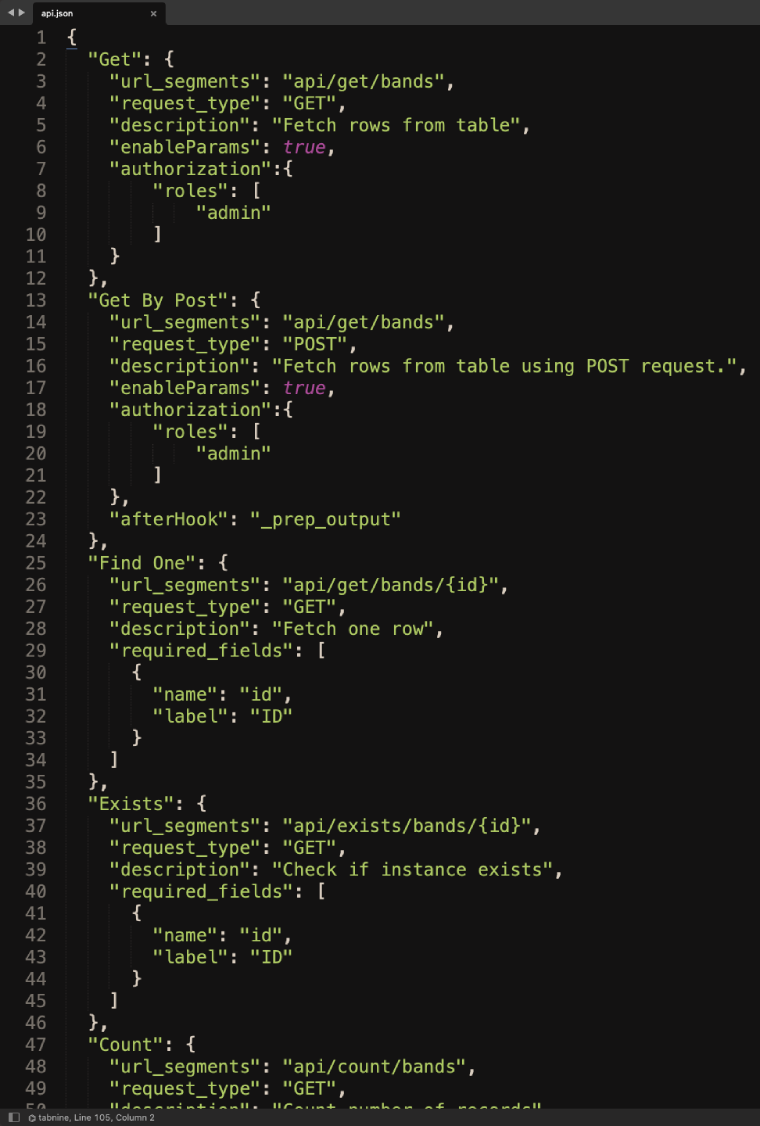 api.json ×
1 {
2 "Get": {
3 "url_segments": "api/get/bands",
4 "request_type": "GET",
5 "description": "Fetch rows from table",
6 "enableParams": true,
7 "authorization":{
8 "roles": [
9 "admin"
10 ]
11 }
12 },
13 "Get By Post": {
14 "url_segments": "api/get/bands",
15 "request_type": "POST",
16 "description": "Fetch rows from table using POST request.",
17 "enableParams": true,
18 "authorization":{
19 "roles": [
20 "admin"
21 ]
22 },
23 "afterHook": "_prep_output"
24 },
25 "Find One": {
26 "url_segments": "api/get/bands/{id}",
27 "request_type": "GET",
28 "description": "Fetch one row",
29 "required_fields": [
30 {
31 "name": "id",
32 "label": "ID"
33 }
34 ]
35 },
36 "Exists": {
37 "url_segments": "api/exists/bands/{id}",
38 "request_type": "GET",
39 "description": "Check if instance exists",
40 "required_fields": [
41 {
42 "name": "id",
43 "label": "ID"
44 }
45 ]
46 },
47 "Count": {
48 "url_segments": "api/count/bands",
49 "request_type": "GET",
50 "description": "Count number of records"
tabnine, Line 105, Column 2